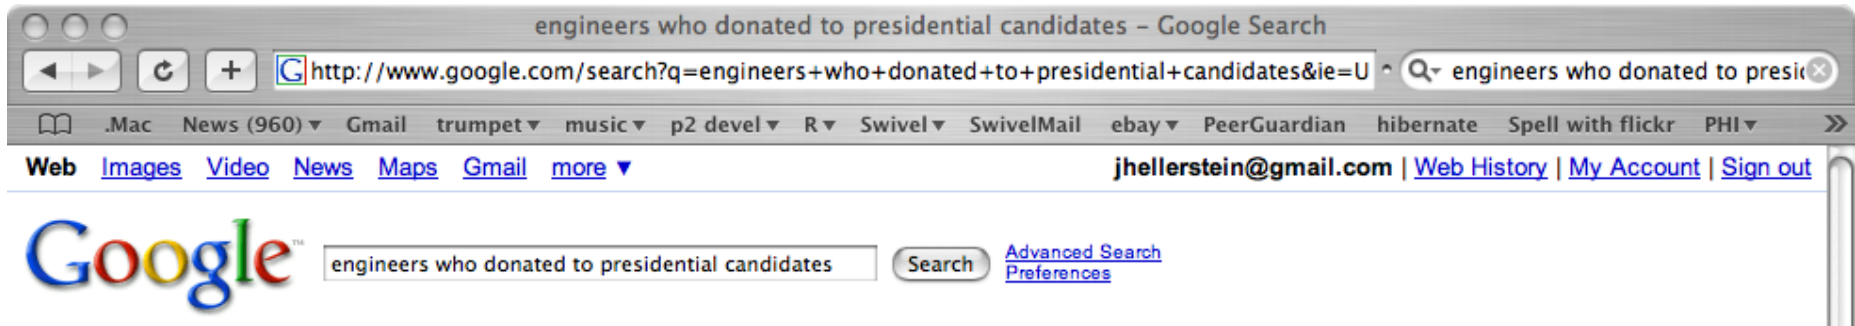 engineers who donated to presidential candidates – Google Search
http://www.google.com/search?q=engineers+who+donated+to+presidential+candidates&ie=U engineers who donated to presic
.Mac News (960) ▾ Gmail trumpet ▾ music ▾ p2 devel ▾ R ▾ Swivel ▾ SwivelMail ebay ▾ PeerGuardian hibernate Spell with flickr PHI ▾ »
Web Images Video News Maps Gmail more ▼ jhellerstein@gmail.com | Web History | My Account | Sign out
Google™ engineers who donated to presidential candidates Search Advanced Search
Preferences